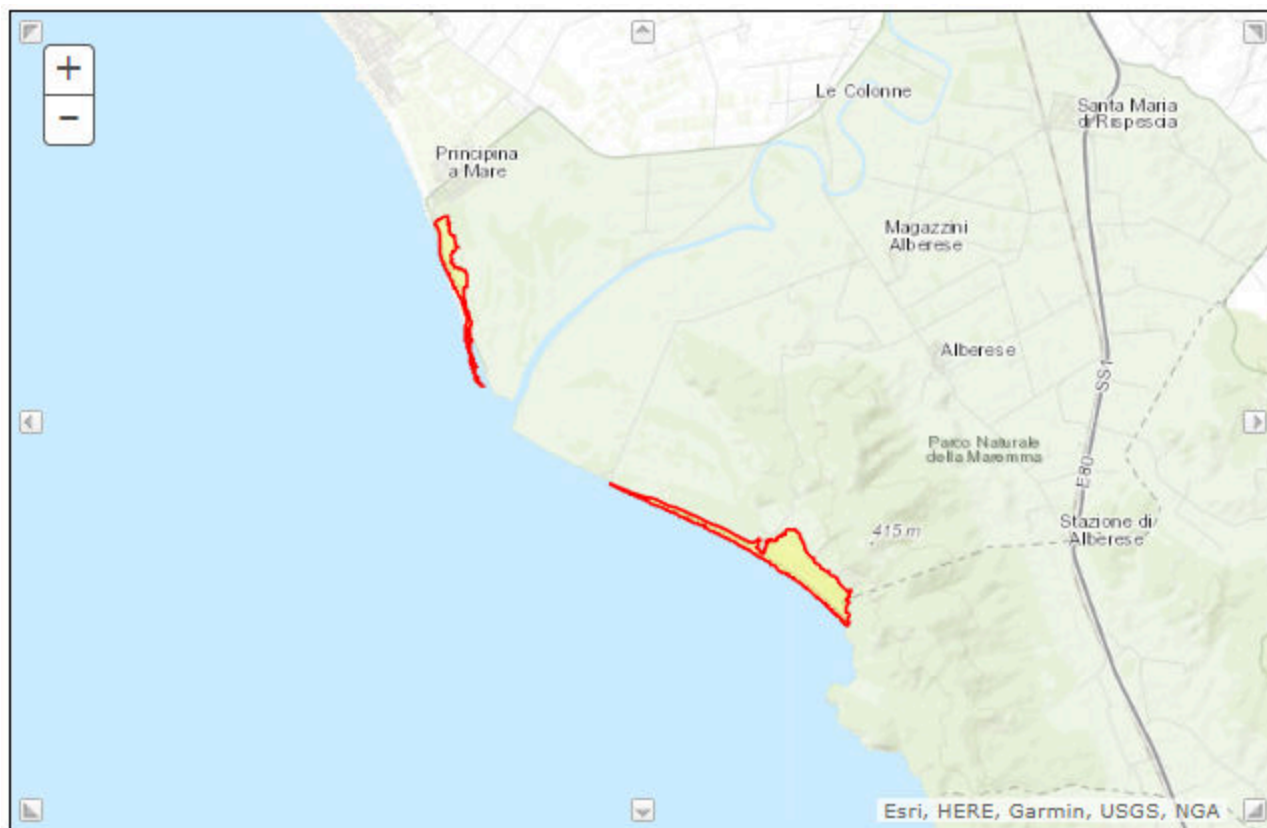 +
−
Le Colonne
Santa Maria
di Rispescia
Principina
a Mare
Magazzini
Alberese
Alberese
SS1
Parco Naturale
della Maremma
E80
415 m
Stazione di
Alberese
Esri, HERE, Garmin, USGS, NGA